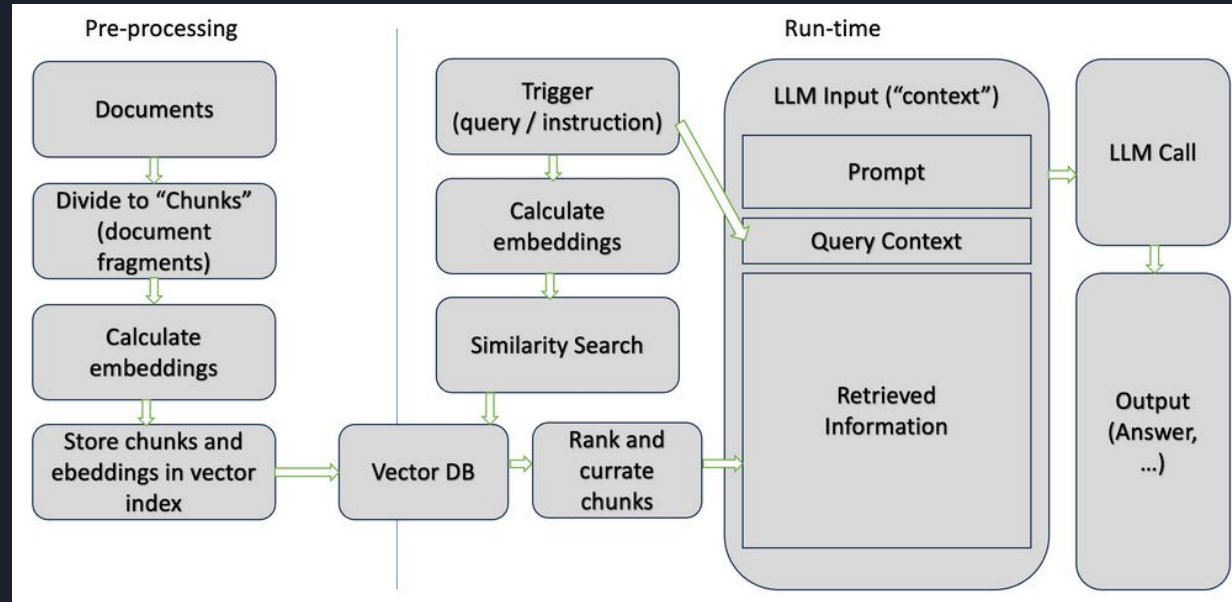 Pre-processing
Documents
Divide to “Chunks”
(document
fragments)
Calculate
embeddings
Store chunks and
ebeddings in vector
index
Vector DB
Run-time
Trigger
(query / instruction)
Calculate
embeddings
Similarity Search
Rank and
currate
chunks
LLM Input (“context”)
Prompt
Query Context
Retrieved
Information
LLM Call
Output
(Answer,
…)